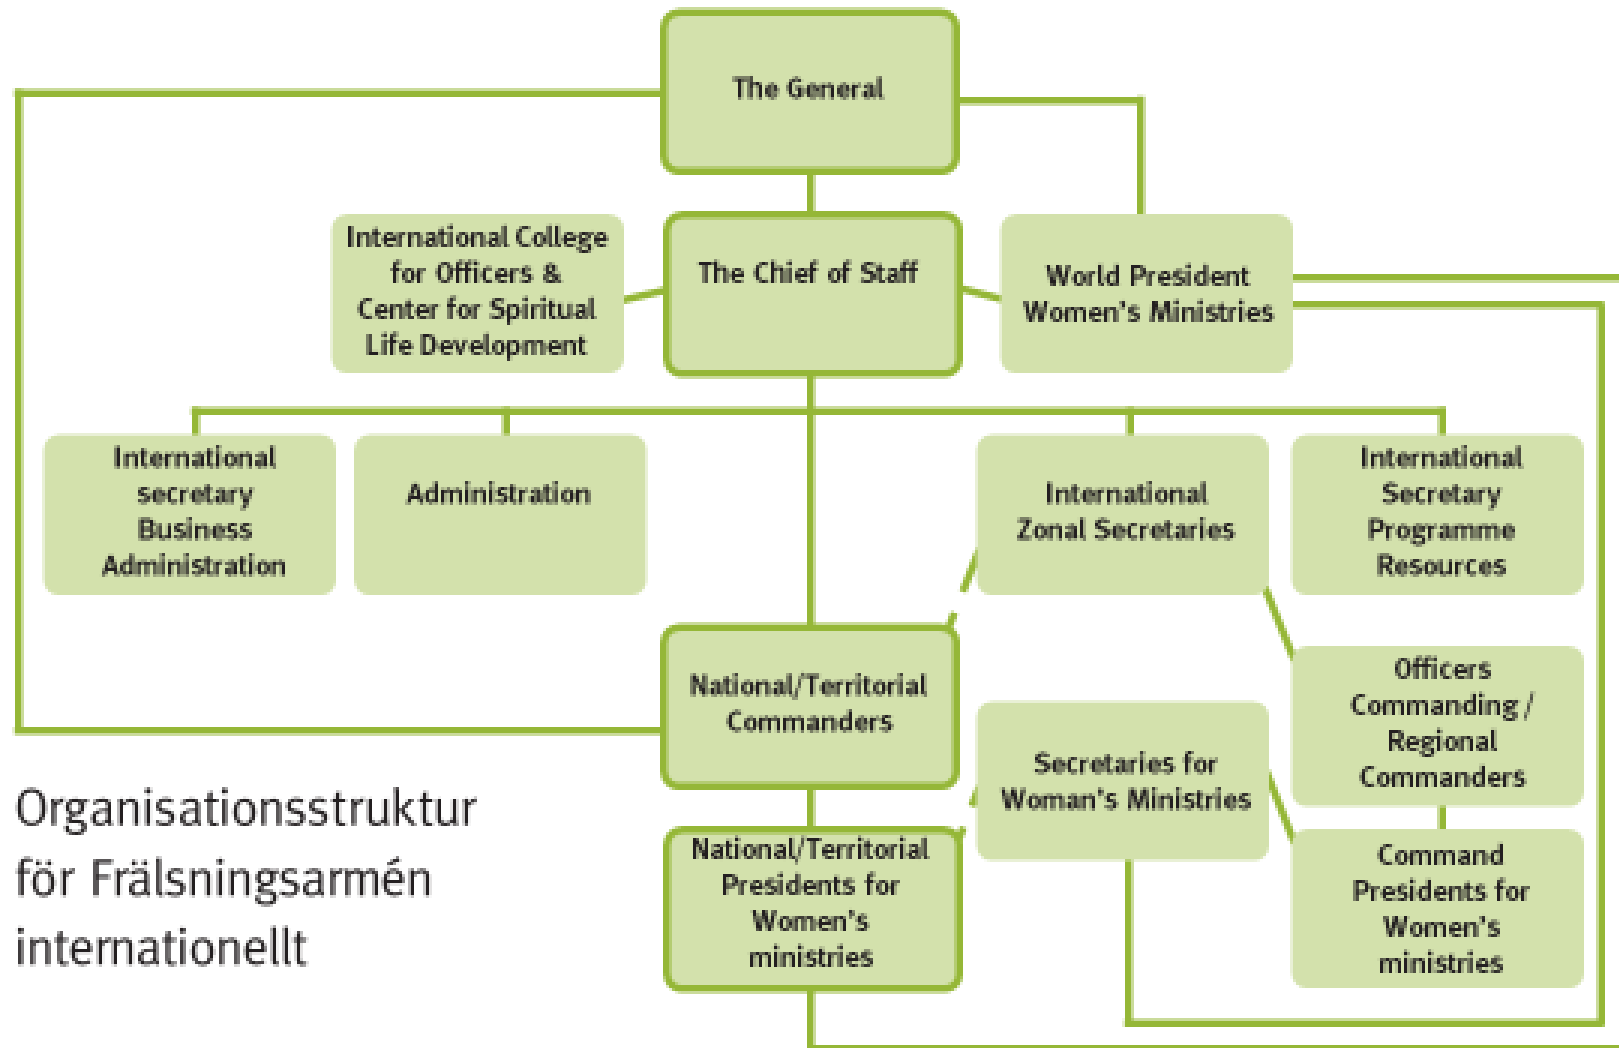 The General
International College
for Officers &
Center for Spiritual
Life Development
The Chief of Staff
World President
Women's Ministries
International
secretary
Business
Administration
Administration
International
Zonal Secretaries
International
Secretary
Programme
Resources
National/Territorial
Commanders
Officers
Commanding /
Regional
Commanders
Secretaries for
Woman's Ministries
National/Territorial
Presidents for
Women's
ministries
Command
Presidents for
Women's
ministries
Organisationsstruktur
för Frälsningsarmén
internationellt